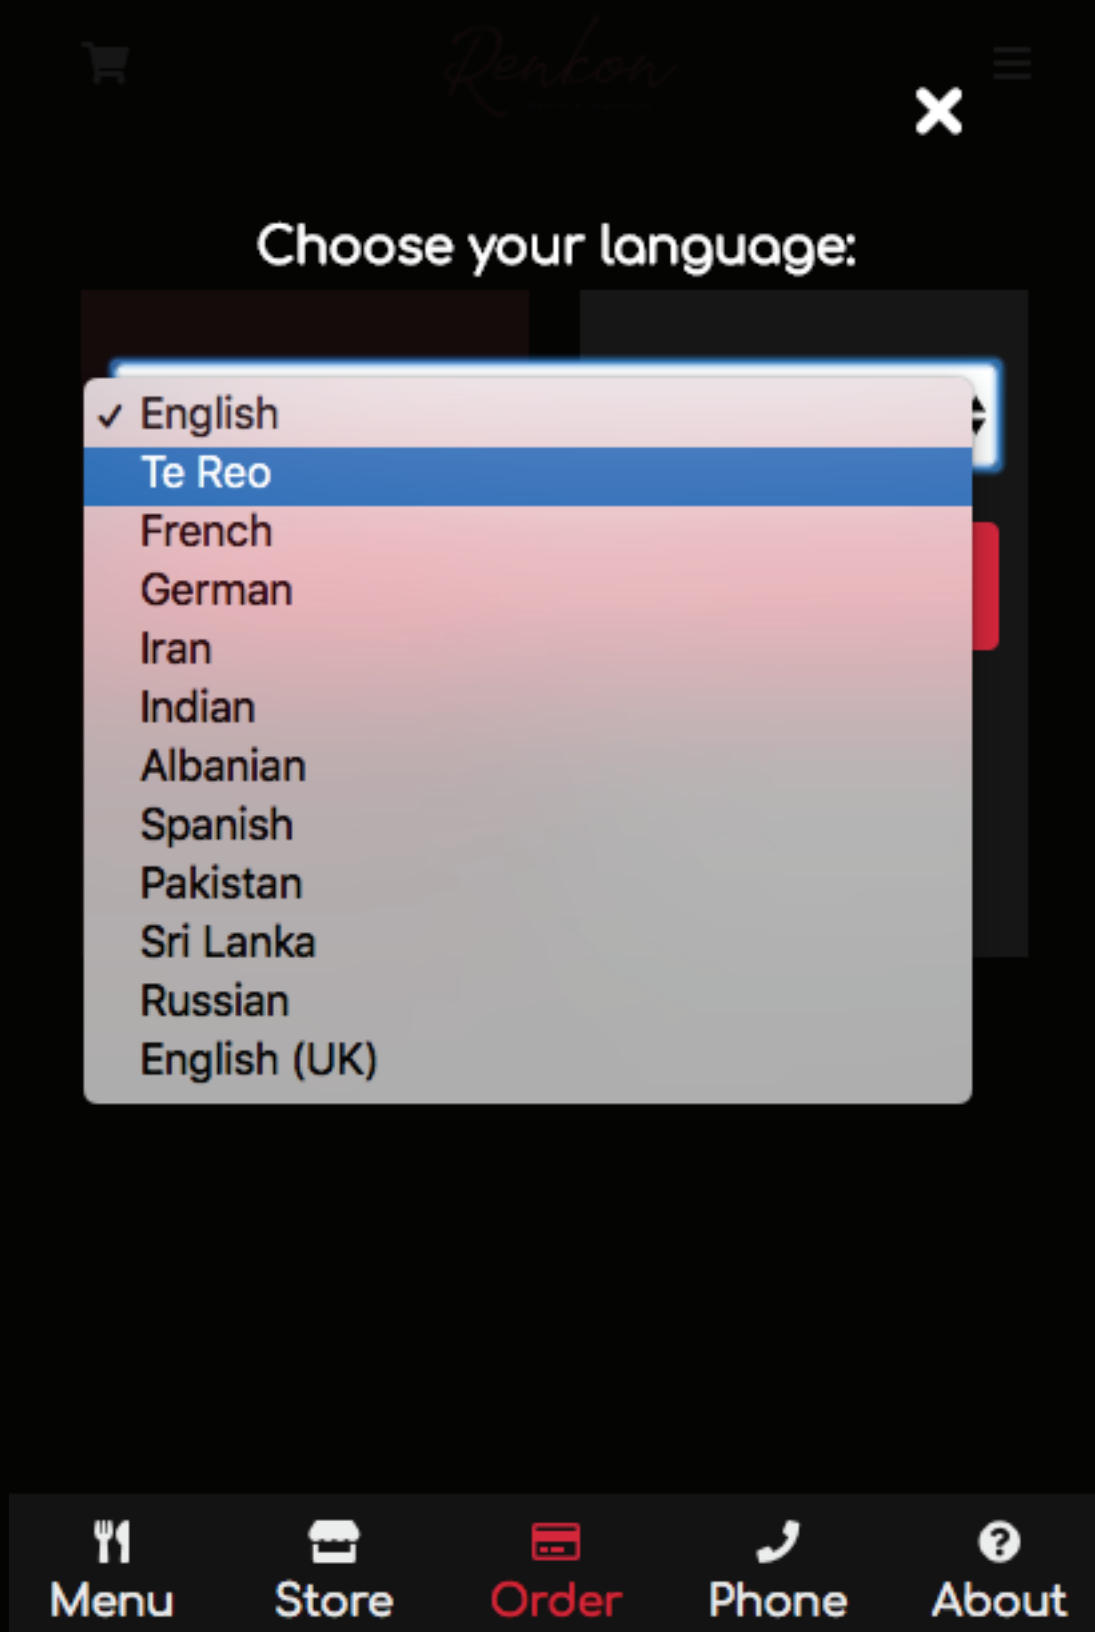 Renkon
Choose your language:
✓ English
Te Reo
French
German
Iran
Indian
Albanian
Spanish
Pakistan
Sri Lanka
Russian
English (UK)
Menu Store Order Phone About